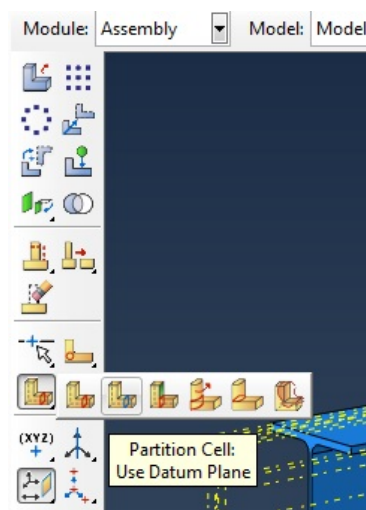 Module: Assembly Model: Model
(XYZ)
Partition Cell:
Use Datum Plane